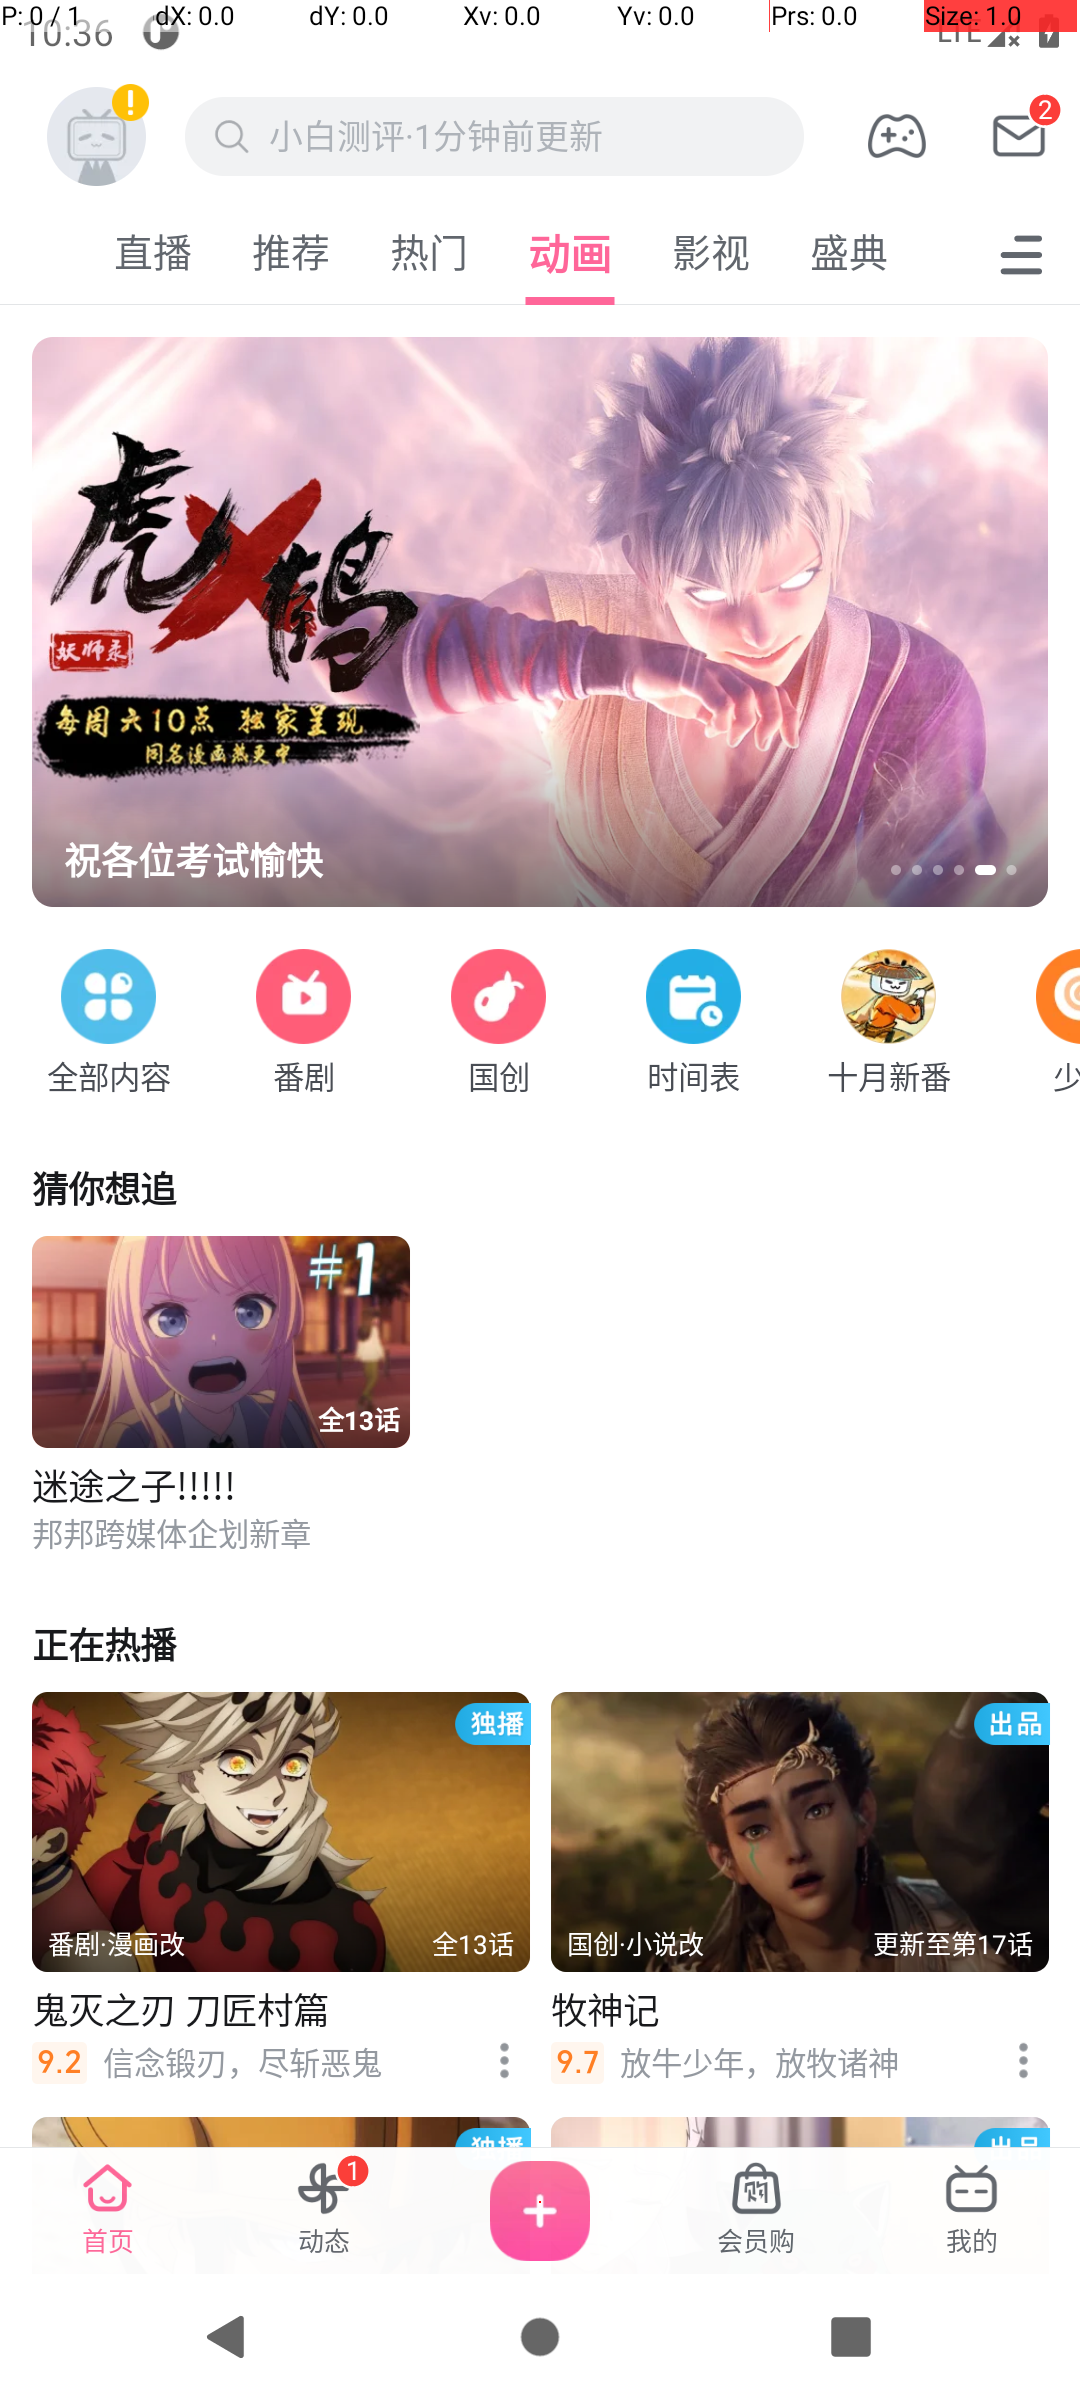 P: 0 / 1 dX: 0.0 dY: 0.0 Xv: 0.0 Yv: 0.0 Prs: 0.0 Size: 1.0
10:36 LTE
小白测评·1分钟前更新
2
直播 推荐 热门 动画 影视 盛典
虎X鹤
妖师录
每周六10点 独家呈现
同名漫画热更中
祝各位考试愉快
全部内容 番剧 国创 时间表 十月新番 少
猜你想追
#1
全13话
迷途之子!!!!!
邦邦跨媒体企划新章
正在热播
独播 出品
番剧·漫画改 全13话 国创·小说改 更新至第17话
鬼灭之刃 刀匠村篇 牧神记
9.2 信念锻刃，尽斩恶鬼 9.7 放牛少年，放牧诸神
独播 出品
1
购
首页 动态 会员购 我的